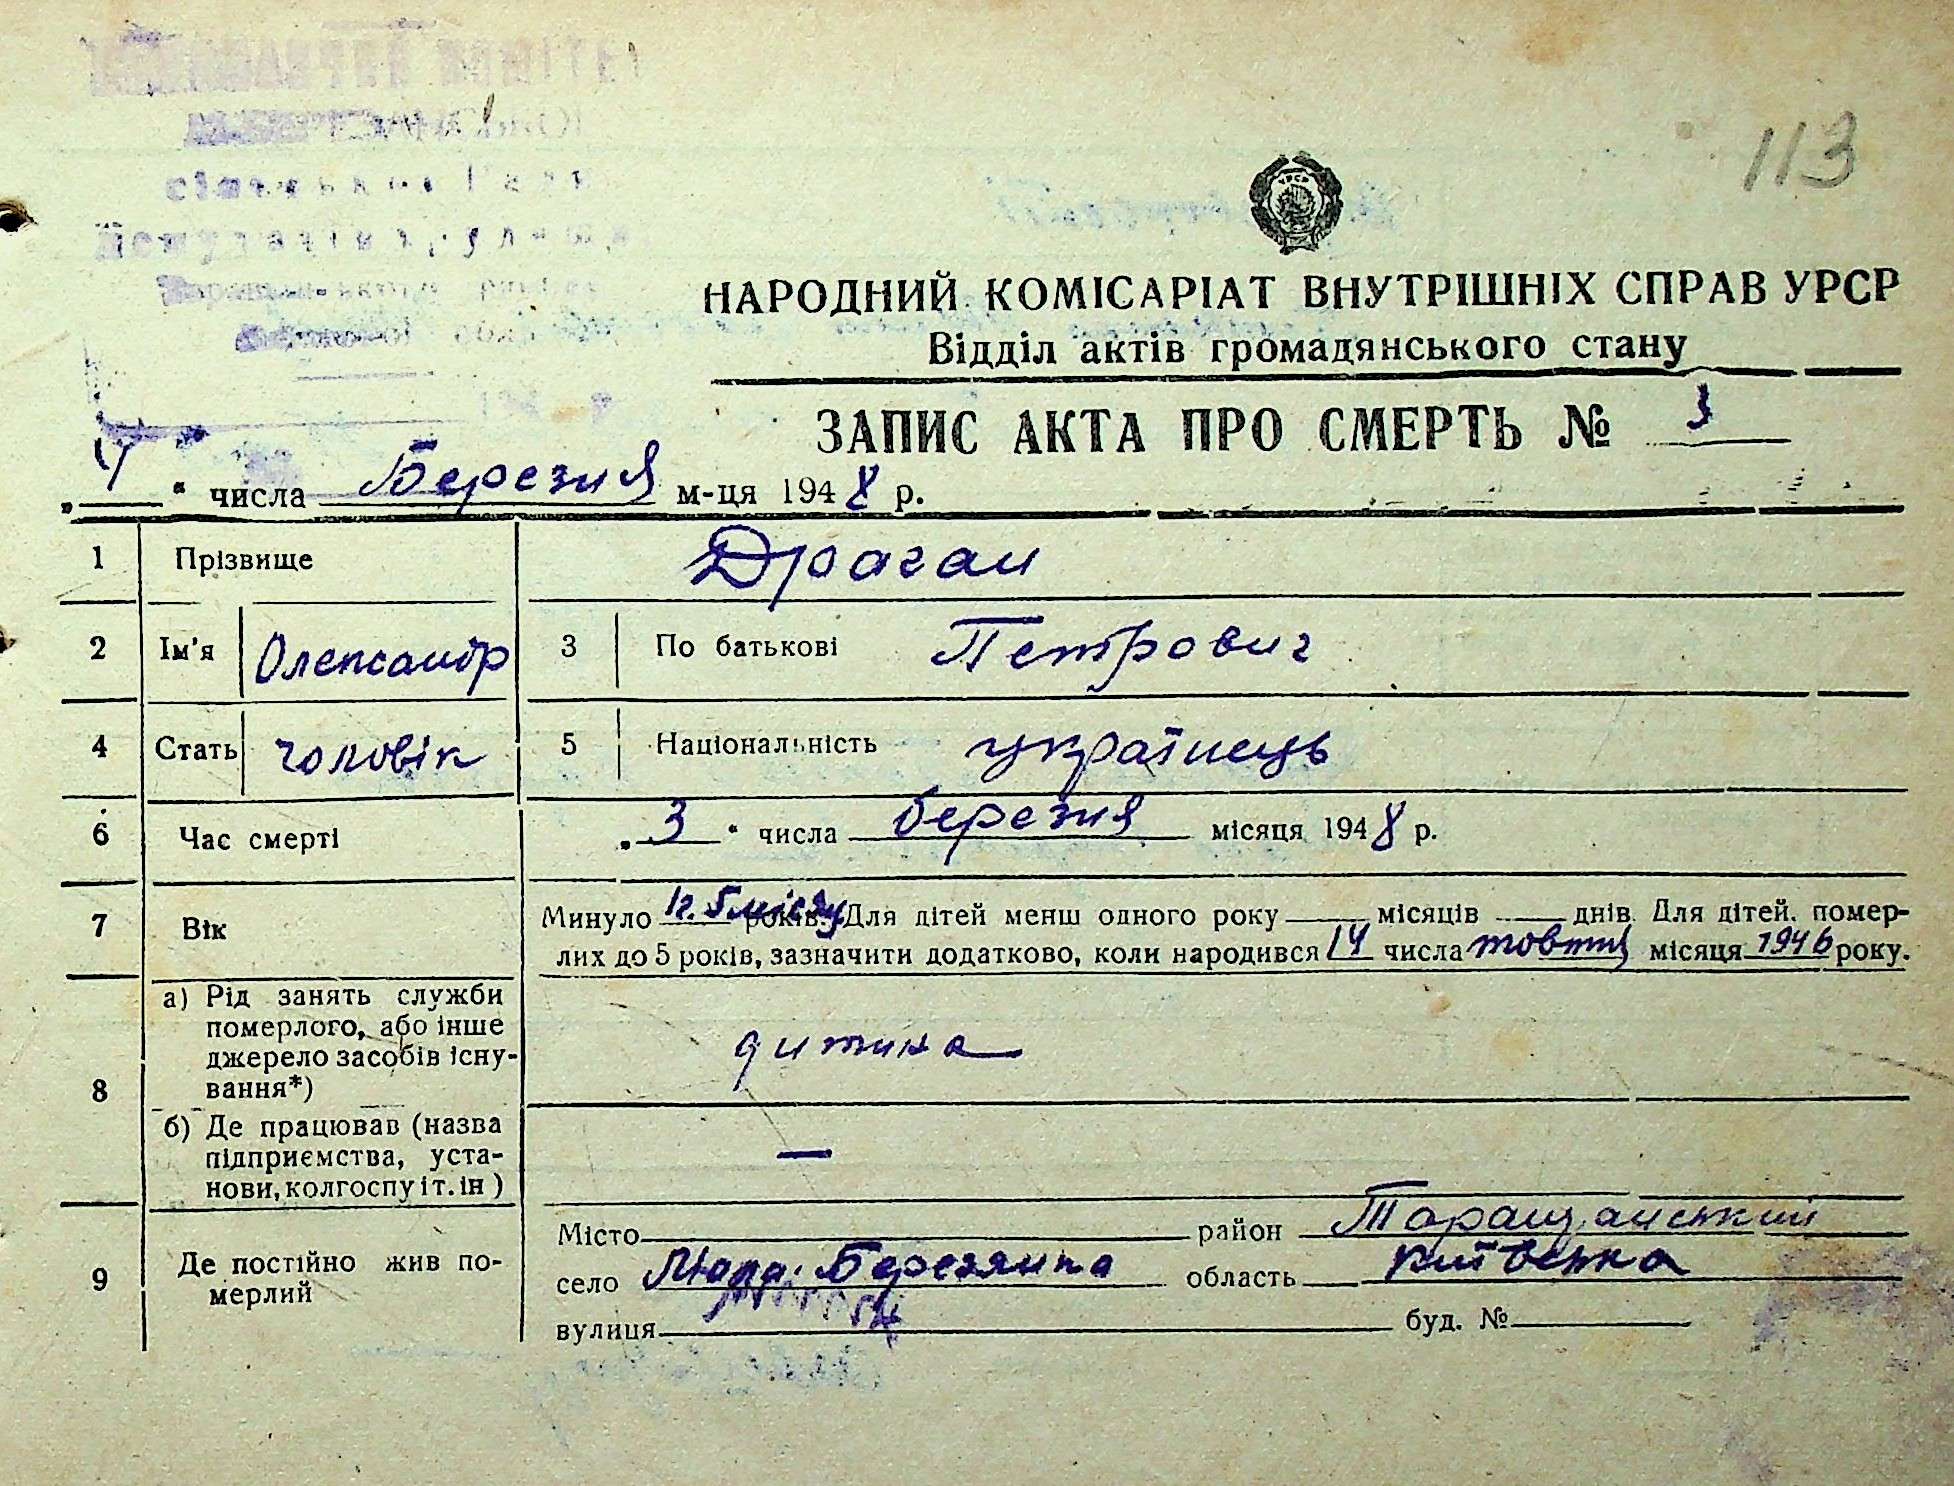 113
УРСР
НАРОДНИЙ КОМІСАРІАТ ВНУТРІШНІХ СПРАВ УРСР
Відділ актів громадянського стану
ЗАПИС АКТА ПРО СМЕРТЬ № 3
„ 4 “ числа Березня м-ця 1948 р.
1 Прізвище Драган
2 Ім'я Олександр 3 По батькові Петрович
4 Стать чоловік 5 Національність українець
6 Час смерті „ 3 “ числа березня місяця 1948 р.
7 Вік Минуло 1г. 5 місяц років. Для дітей менш одного року місяців днів. Для дітей, помер-
лих до 5 років, зазначити додатково, коли народився 14 числа жовтня місяця 1946 року.
8 а) Рід занять служби
померлого, або інше
джерело засобів існу-
вання*) дитина
б) Де працював (назва
підприємства, уста-
нови, колгоспу і т. ін ) —
9 Де постійно жив по-
мерлий
Місто район Таращанський
село Мала Березянка область Київська
вулиця буд. №